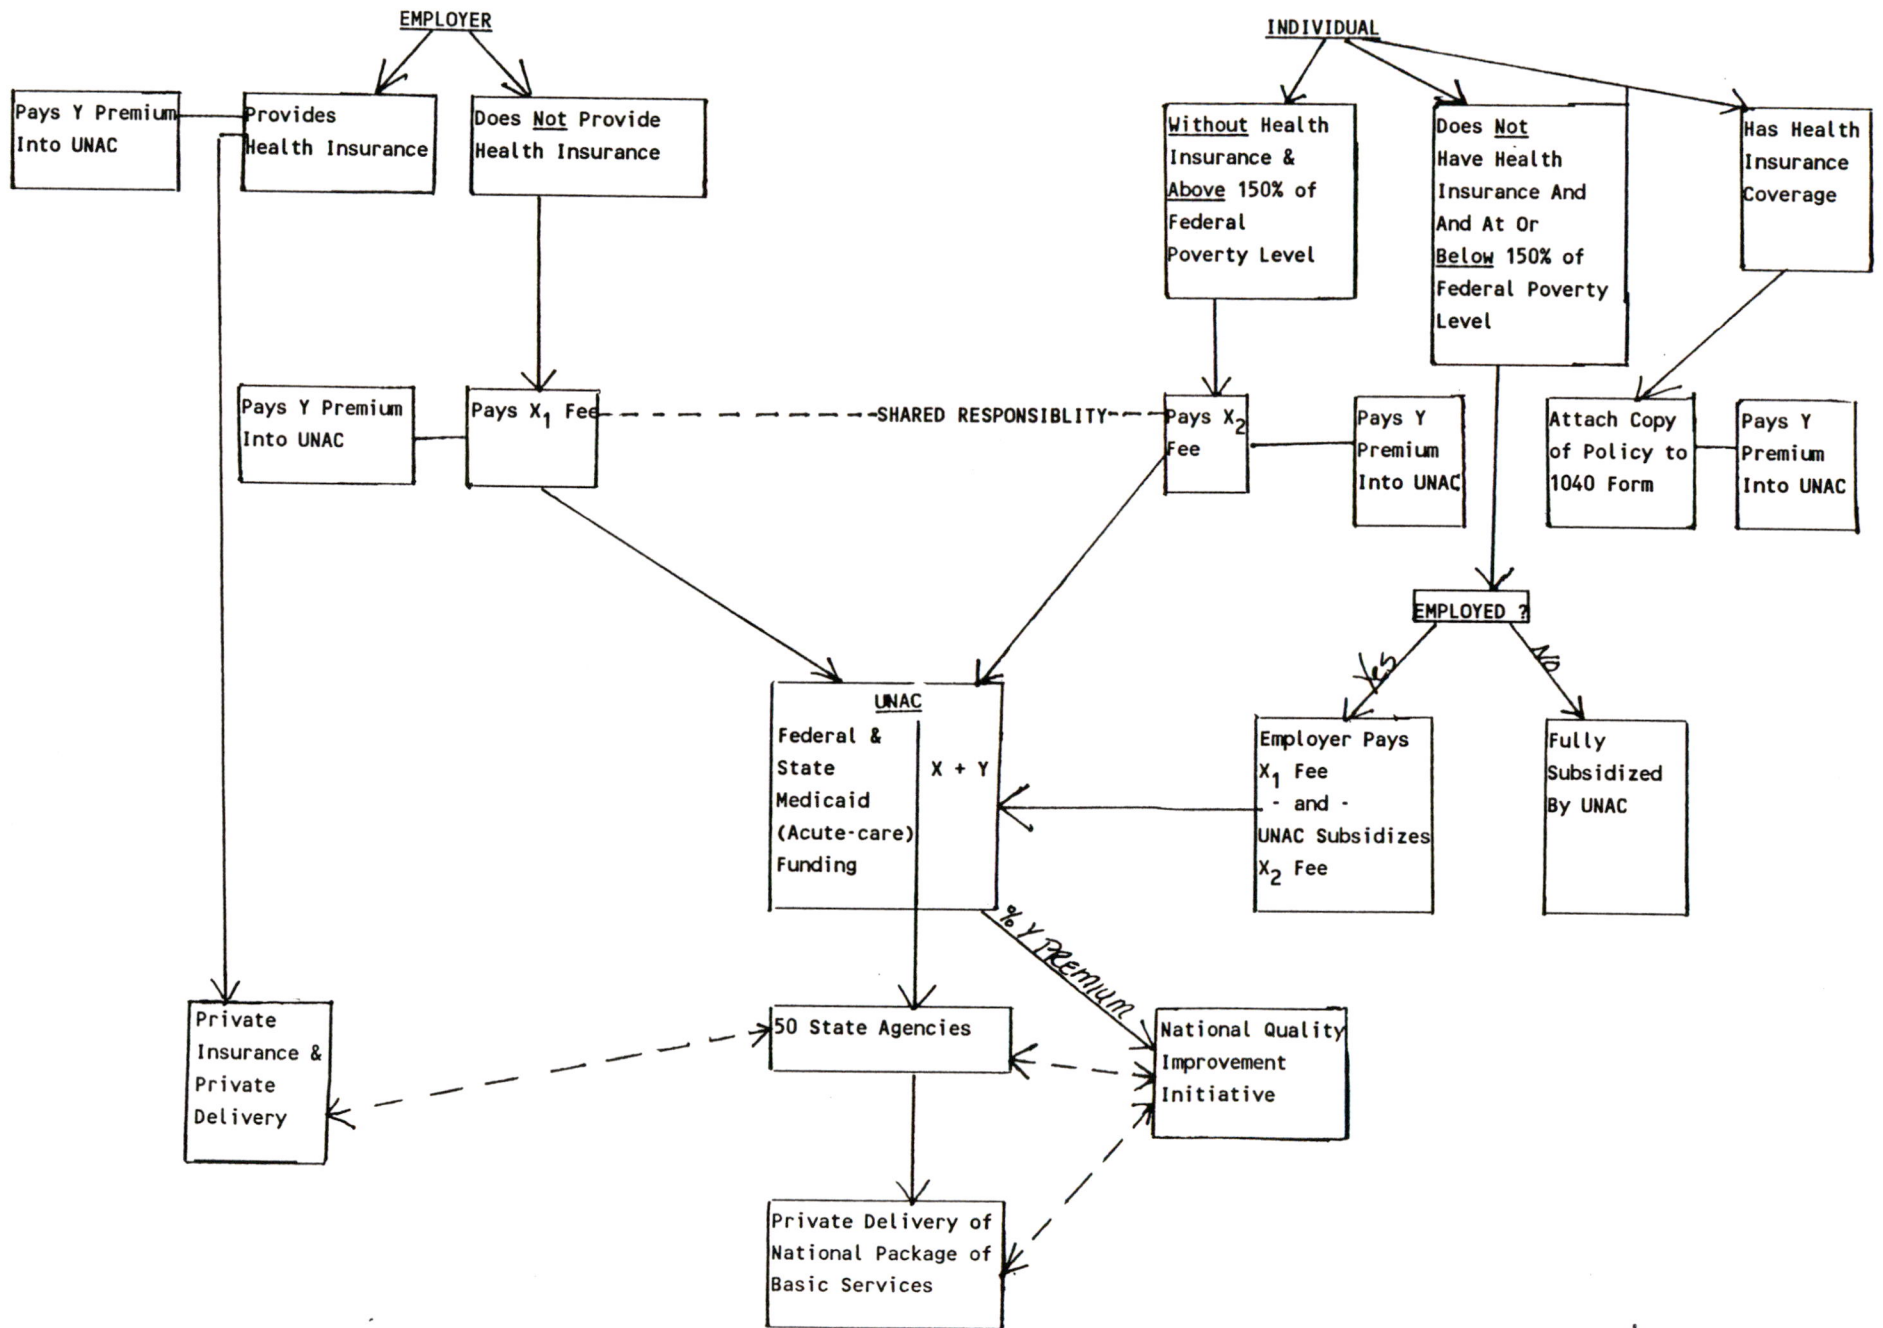 EMPLOYER
Pays Y Premium
Into UNAC
Provides
Health Insurance
Does Not Provide
Health Insurance
INDIVIDUAL
Without Health
Insurance &
Above 150% of
Federal
Poverty Level
Does Not
Have Health
Insurance And
And At Or
Below 150% of
Federal Poverty
Level
Has Health
Insurance
Coverage
Pays Y Premium
Into UNAC
Pays X1 Fee
SHARED RESPONSIBLITY
Pays X2
Fee
Pays Y
Premium
Into UNAC
Attach Copy
of Policy to
1040 Form
Pays Y
Premium
Into UNAC
EMPLOYED ?
Yes
NO
UNAC
Federal &
State
Medicaid
(Acute-care)
Funding
X + Y
Employer Pays
X1 Fee
- and -
UNAC Subsidizes
X2 Fee
Fully
Subsidized
By UNAC
% Y PREMIUM
Private
Insurance &
Private
Delivery
50 State Agencies
National Quality
Improvement
Initiative
Private Delivery of
National Package of
Basic Services